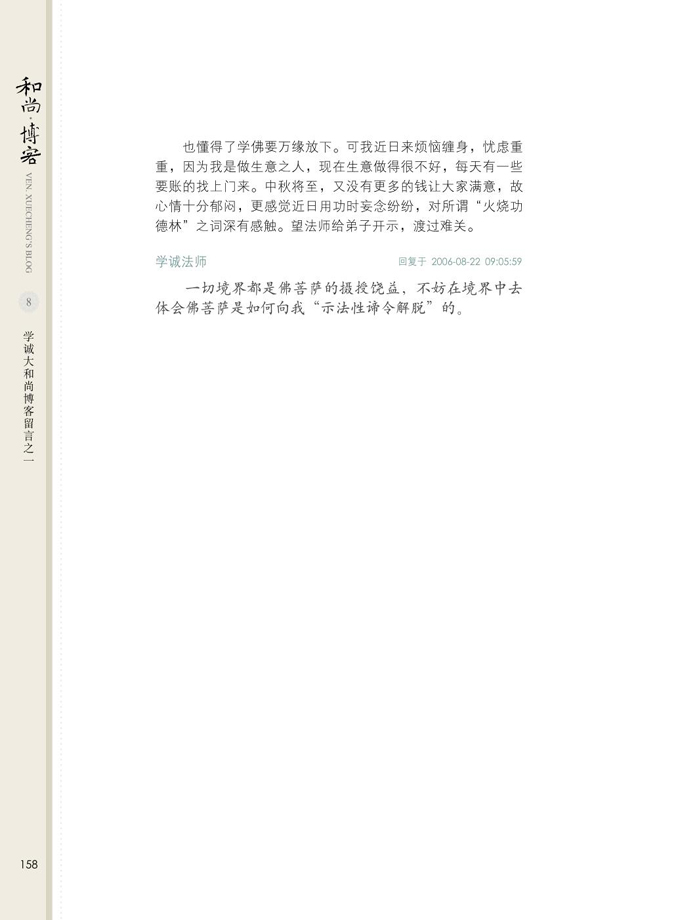 和尚·博客
VEN. XUECHENG'S BLOG
8
学诚大和尚博客留言之一
也懂得了学佛要万缘放下。可我近日来烦恼缠身，忧虑重
重，因为我是做生意之人，现在生意做得很不好，每天有一些
要账的找上门来。中秋将至，又没有更多的钱让大家满意，故
心情十分郁闷，更感觉近日用功时妄念纷纷，对所谓“火烧功
德林”之词深有感触。望法师给弟子开示，渡过难关。
学诚法师 回复于 2006-08-22 09:05:59
一切境界都是佛菩萨的摄授饶益，不妨在境界中去
体会佛菩萨是如何向我“示法性谛令解脱”的。
158